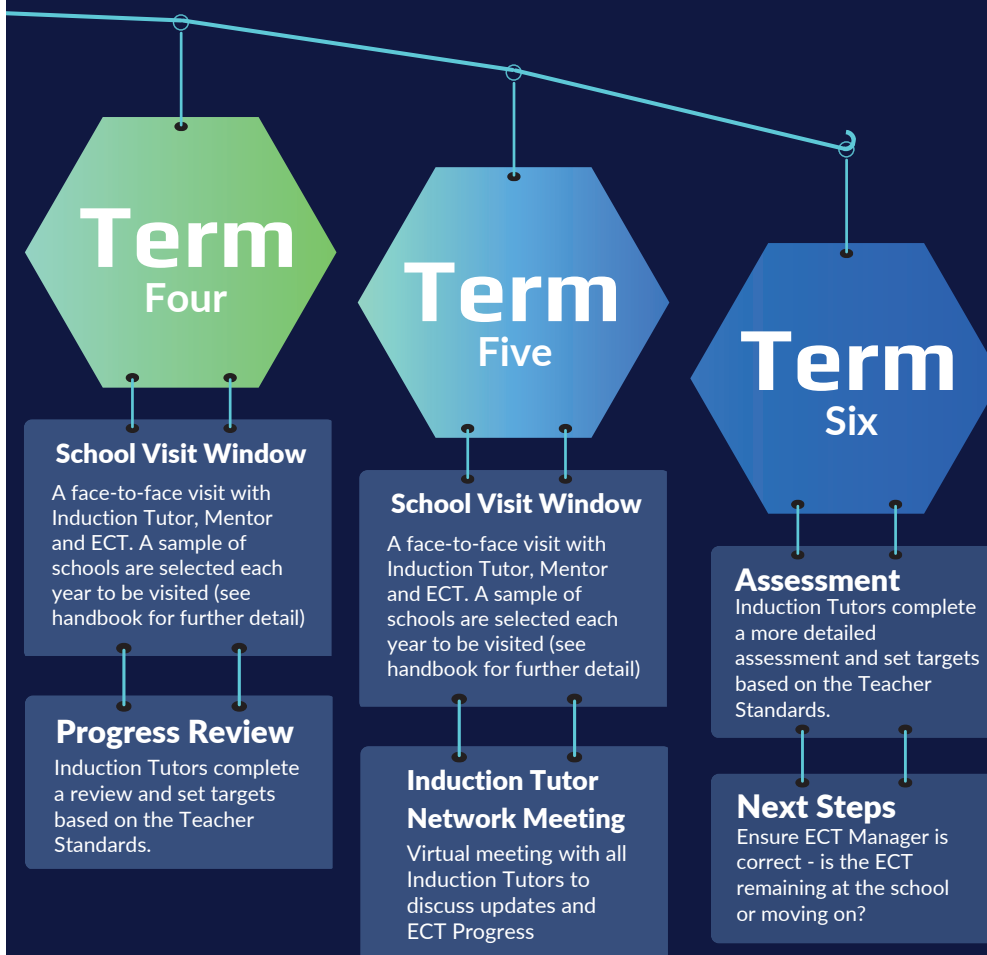 Term
Four
School Visit Window
A face-to-face visit with
Induction Tutor, Mentor
and ECT. A sample of
schools are selected each
year to be visited (see
handbook for further detail)
Progress Review
Induction Tutors complete
a review and set targets
based on the Teacher
Standards.
Term
Five
School Visit Window
A face-to-face visit with
Induction Tutor, Mentor
and ECT. A sample of
schools are selected each
year to be visited (see
handbook for further detail)
Induction Tutor
Network Meeting
Virtual meeting with all
Induction Tutors to
discuss updates and
ECT Progress
Term
Six
Assessment
Induction Tutors complete
a more detailed
assessment and set targets
based on the Teacher
Standards.
Next Steps
Ensure ECT Manager is
correct - is the ECT
remaining at the school
or moving on?